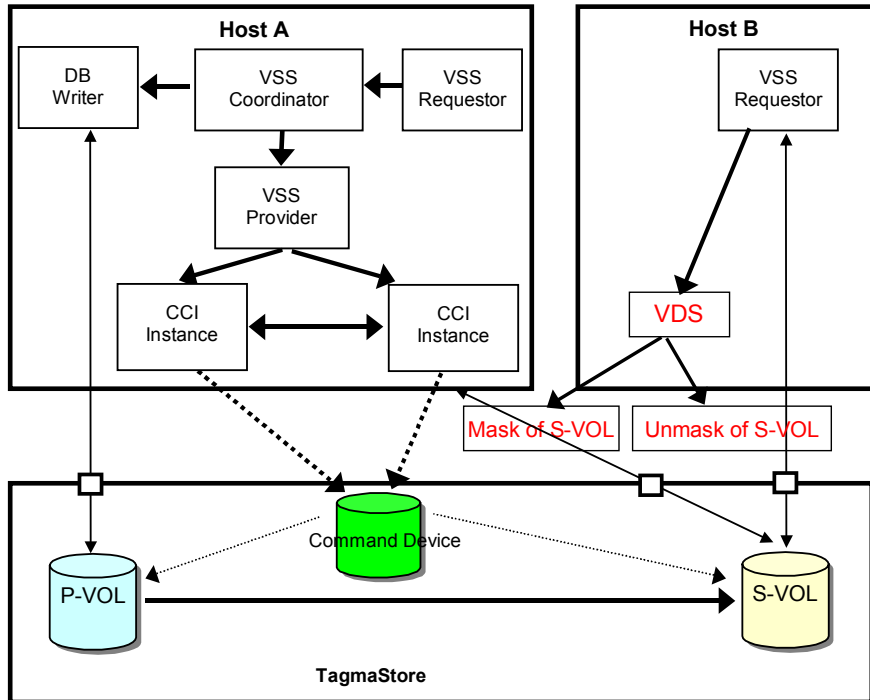 Host A
Host B
DB
Writer
VSS
Coordinator
VSS
Requestor
VSS
Requestor
VSS
Provider
CCI
Instance
CCI
Instance
VDS
Mask of S-VOL
Unmask of S-VOL
Command Device
P-VOL
S-VOL
TagmaStore